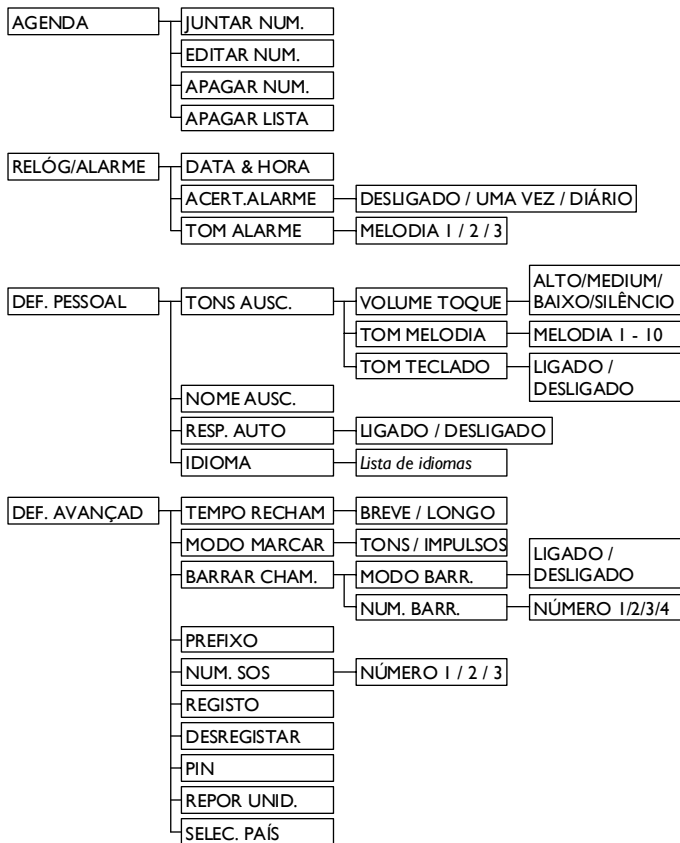 AGENDA
JUNTAR NUM.
EDITAR NUM.
APAGAR NUM.
APAGAR LISTA
RELÓG/ALARME
DATA & HORA
ACERT.ALARME
DESLIGADO / UMA VEZ / DIÁRIO
TOM ALARME
MELODIA 1 / 2 / 3
DEF. PESSOAL
TONS AUSC.
VOLUME TOQUE
ALTO/MEDIUM/
BAIXO/SILÊNCIO
TOM MELODIA
MELODIA 1 - 10
TOM TECLADO
LIGADO /
DESLIGADO
NOME AUSC.
RESP. AUTO
LIGADO / DESLIGADO
IDIOMA
Lista de idiomas
DEF. AVANÇAD
TEMPO RECHAM
BREVE / LONGO
MODO MARCAR
TONS / IMPULSOS
BARRAR CHAM.
MODO BARR.
LIGADO /
DESLIGADO
NUM. BARR.
NÚMERO 1/2/3/4
PREFIXO
NUM. SOS
NÚMERO 1 / 2 / 3
REGISTO
DESREGISTAR
PIN
REPOR UNID.
SELEC. PAÍS